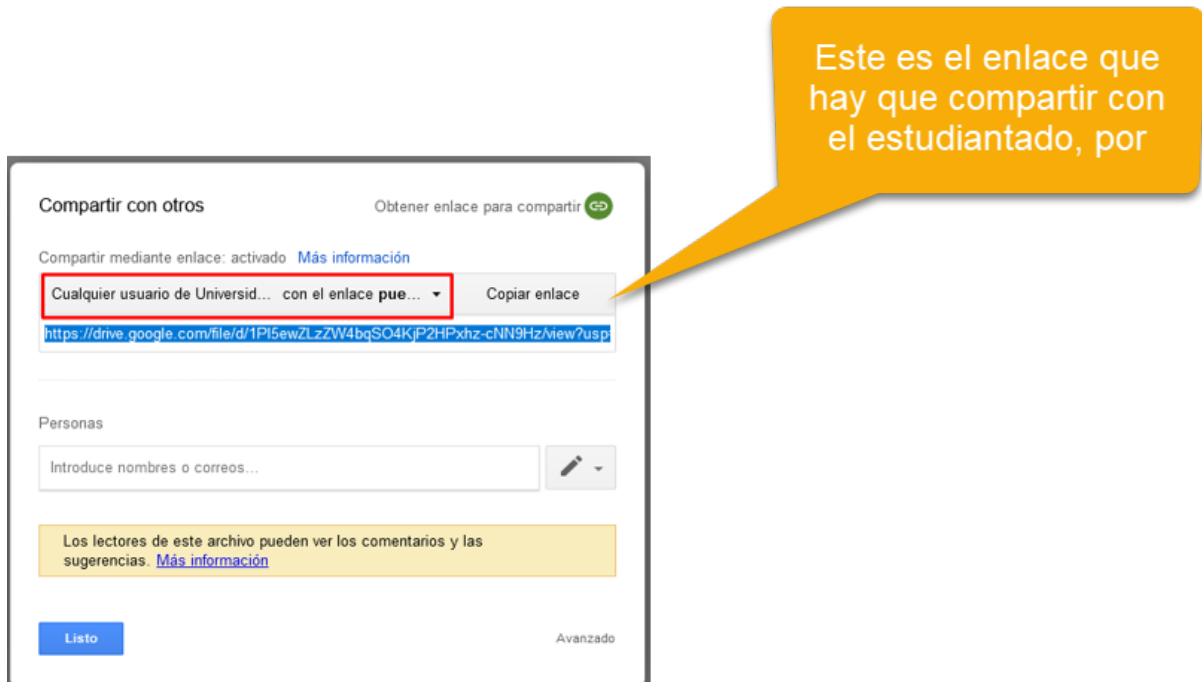 Este es el enlace que
hay que compartir con
el estudiantado, por
Compartir con otros
Obtener enlace para compartir
Compartir mediante enlace: activado Más información
Cualquier usuario de Universid... con el enlace pue...
Copiar enlace
https://drive.google.com/file/d/1PI5ewZLzZW4bqSO4KjP2HPxhz-cNN9Hz/view?usp
Personas
Introduce nombres o correos...
Los lectores de este archivo pueden ver los comentarios y las
sugerencias. Más información
Listo
Avanzado